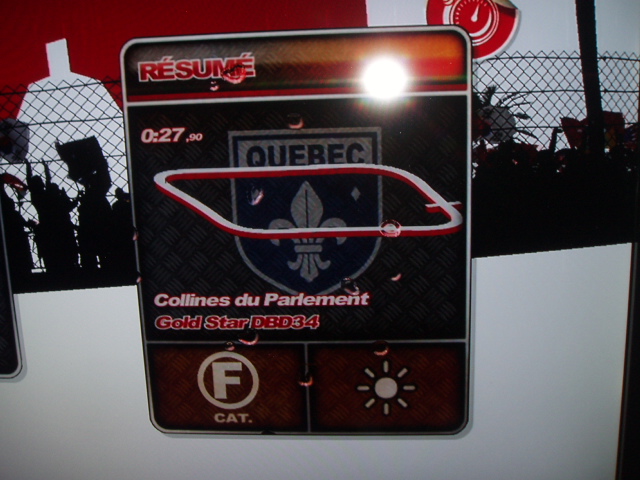 RÉSUMÉ
0:27,90
QUEBEC
Collines du Parlement
Gold Star DBD34
F
CAT.